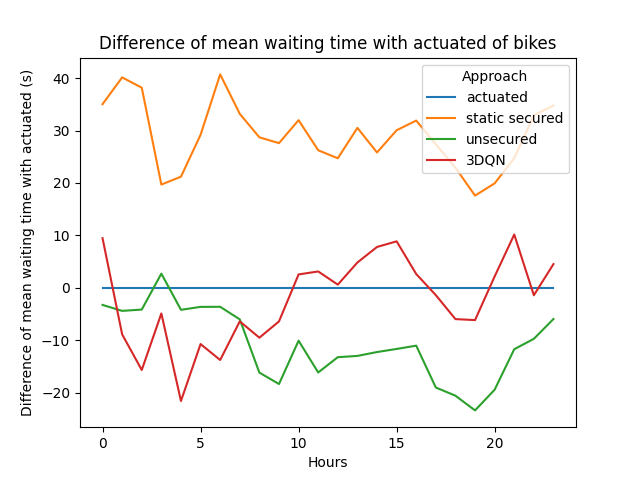 Difference of mean waiting time with actuated of bikes
Difference of mean waiting time with actuated (s)
40
30
20
10
0
−10
−20
Approach
actuated
static secured
unsecured
3DQN
0
5
10
15
20
Hours